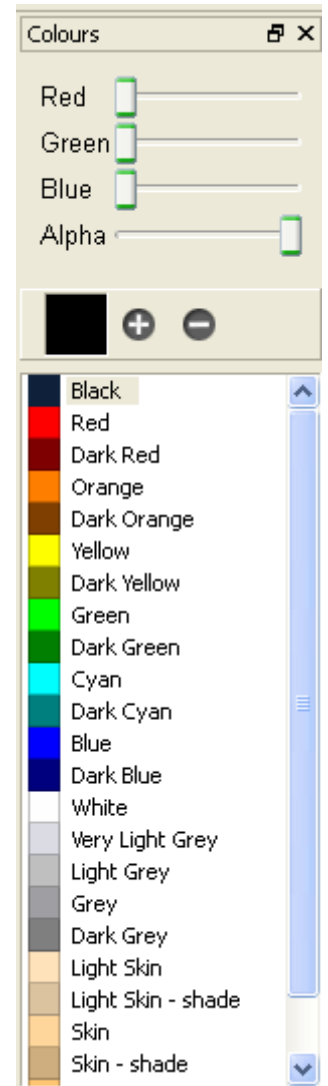 Colours
Red
Green
Blue
Alpha
Black
Red
Dark Red
Orange
Dark Orange
Yellow
Dark Yellow
Green
Dark Green
Cyan
Dark Cyan
Blue
Dark Blue
White
Very Light Grey
Light Grey
Grey
Dark Grey
Light Skin
Light Skin - shade
Skin
Skin - shade